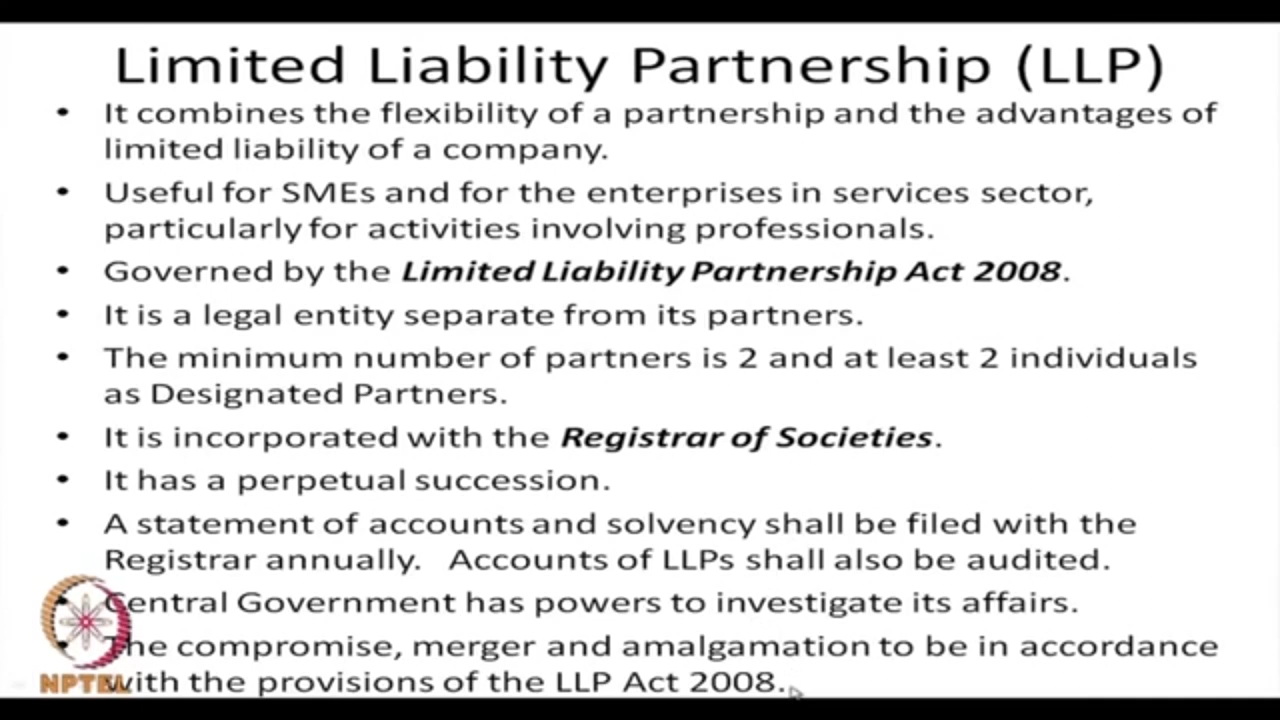 Limited Liability Partnership (LLP)
• It combines the flexibility of a partnership and the advantages of
limited liability of a company.
• Useful for SMEs and for the enterprises in services sector,
particularly for activities involving professionals.
• Governed by the Limited Liability Partnership Act 2008.
• It is a legal entity separate from its partners.
• The minimum number of partners is 2 and at least 2 individuals
as Designated Partners.
• It is incorporated with the Registrar of Societies.
• It has a perpetual succession.
• A statement of accounts and solvency shall be filed with the
Registrar annually. Accounts of LLPs shall also be audited.
• Central Government has powers to investigate its affairs.
• The compromise, merger and amalgamation to be in accordance
with the provisions of the LLP Act 2008.
NPTEL